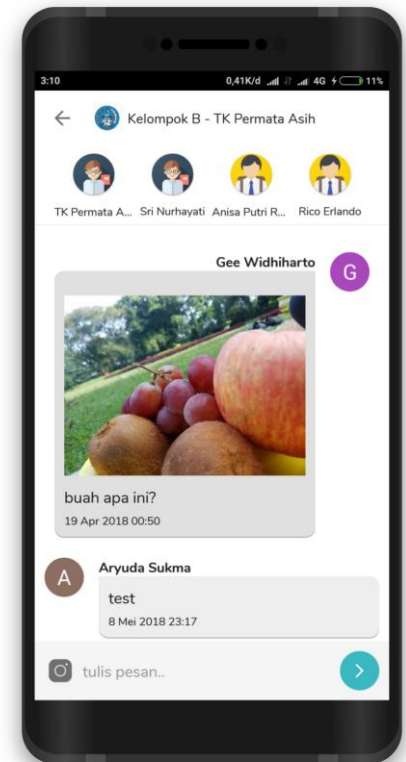 3:10 0,41K/d 4G 11%
Kelompok B - TK Permata Asih
TK Permata A... Sri Nurhayati Anisa Putri R... Rico Erlando
Gee Widhiharto
G
buah apa ini?
19 Apr 2018 00:50
Aryuda Sukma
A
test
8 Mei 2018 23:17
tulis pesan..